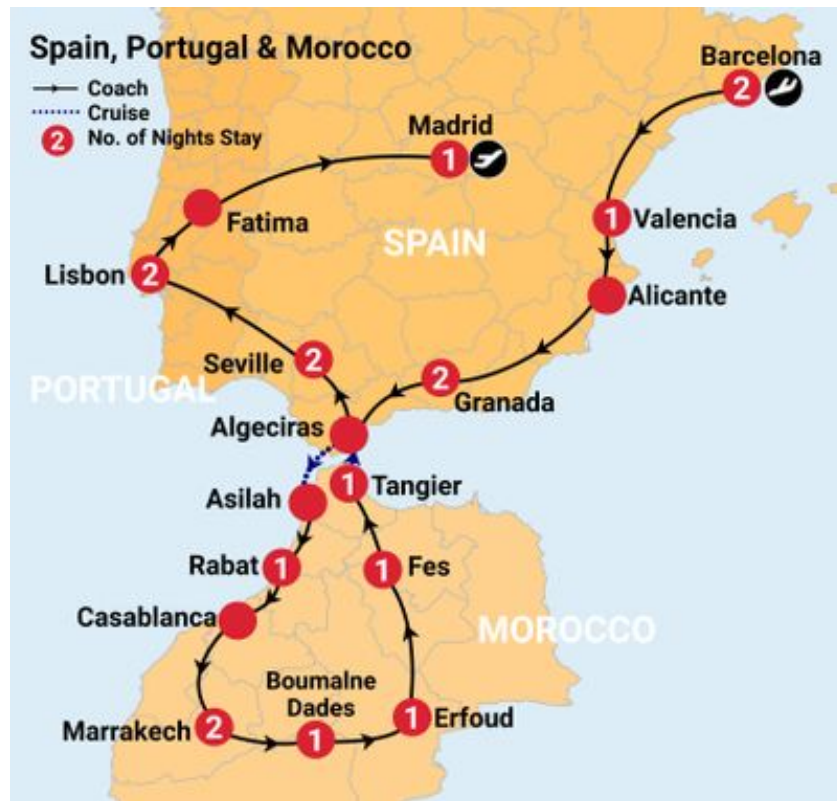 Spain, Portugal & Morocco
Coach
Cruise
2 No. of Nights Stay
Barcelona
2
Madrid
1
Valencia
1
Fatima
SPAIN
Lisbon
2
Alicante
Seville
2
2
Granada
PORTUGAL
Algeciras
1
Tangier
Asilah
Rabat
1
1
Fes
Casablanca
MOROCCO
Boumalne
Dades
Marrakech
2
1
1
Erfoud